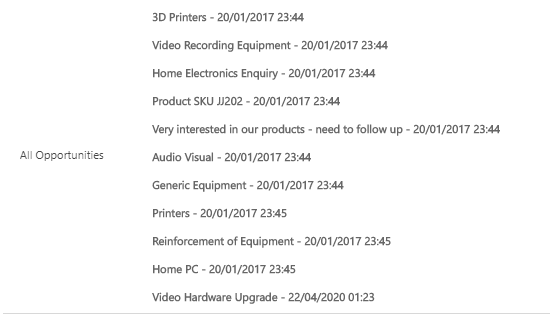 3D Printers - 20/01/2017 23:44
Video Recording Equipment - 20/01/2017 23:44
Home Electronics Enquiry - 20/01/2017 23:44
Product SKU JJ202 - 20/01/2017 23:44
Very interested in our products - need to follow up - 20/01/2017 23:44
All Opportunities
Audio Visual - 20/01/2017 23:44
Generic Equipment - 20/01/2017 23:44
Printers - 20/01/2017 23:45
Reinforcement of Equipment - 20/01/2017 23:45
Home PC - 20/01/2017 23:45
Video Hardware Upgrade - 22/04/2020 01:23